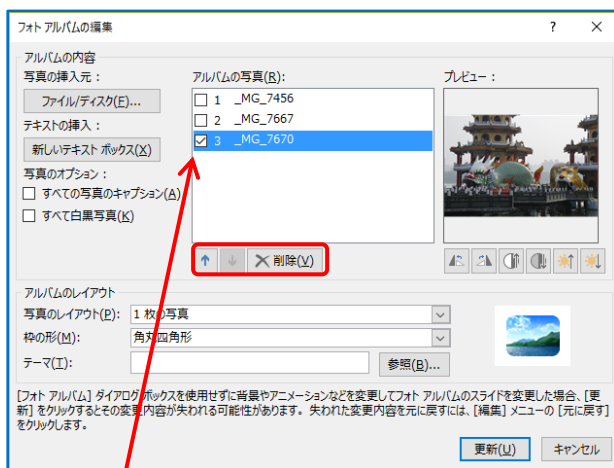 フォト アルバムの編集 ? ×
アルバムの内容
写真の挿入元：
ファイル/ディスク(F)...
テキストの挿入：
新しいテキスト ボックス(X)
写真のオプション：
すべての写真のキャプション(A)
すべて白黒写真(K)
アルバムの写真(R):
1 _MG_7456
2 _MG_7667
3 _MG_7670
削除(V)
プレビュー：
アルバムのレイアウト
写真のレイアウト(P): 1 枚の写真
枠の形(M): 角丸四角形
テーマ(T): 参照(B)...
[フォト アルバム] ダイアログ ボックスを使用せずに背景やアニメーションなどを変更してフォト アルバムのスライドを変更した場合、[更
新] をクリックするとその変更内容が失われる可能性があります。失われた変更内容を元に戻すには、[編集] メニューの [元に戻す]
をクリックします。
更新(U) キャンセル